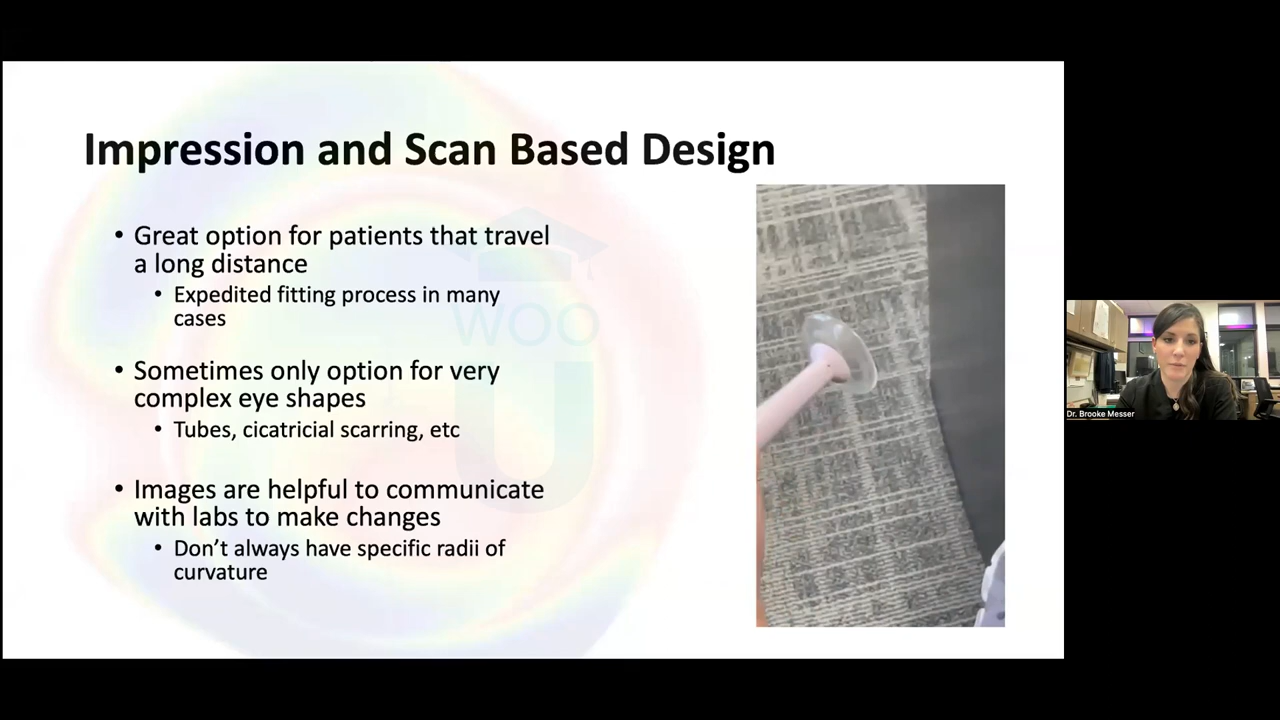 Impression and Scan Based Design
• Great option for patients that travel
a long distance
• Expedited fitting process in many
cases
• Sometimes only option for very
complex eye shapes
• Tubes, cicatricial scarring, etc
• Images are helpful to communicate
with labs to make changes
• Don’t always have specific radii of
curvature
WOO
U
Dr. Brooke Messer